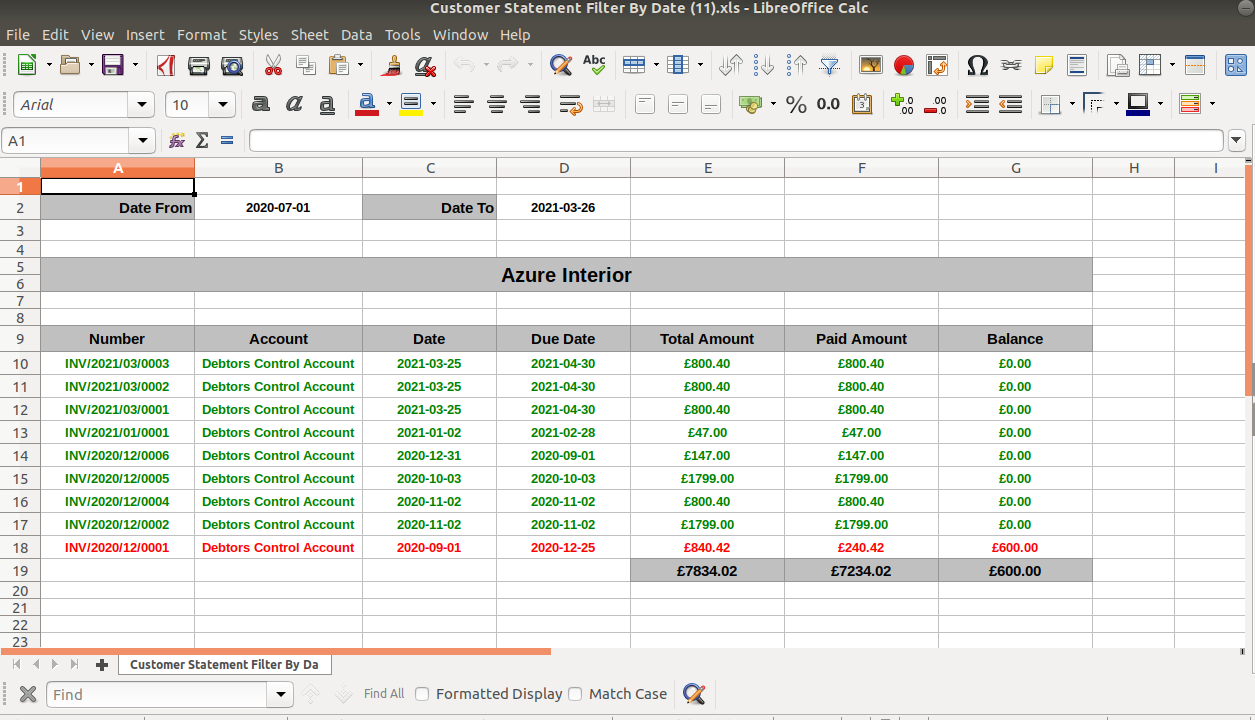 Customer Statement Filter By Date (11).xls - LibreOffice Calc
File Edit View Insert Format Styles Sheet Data Tools Window Help
Abc
Arial 10 a a a a % 0.0
A1 fx Σ =
A B C D E F G H I
1
2 Date From 2020-07-01 Date To 2021-03-26
3
4
5 Azure Interior
6
7
8
9 Number Account Date Due Date Total Amount Paid Amount Balance
10 INV/2021/03/0003 Debtors Control Account 2021-03-25 2021-04-30 £800.40 £800.40 £0.00
11 INV/2021/03/0002 Debtors Control Account 2021-03-25 2021-04-30 £800.40 £800.40 £0.00
12 INV/2021/03/0001 Debtors Control Account 2021-03-25 2021-04-30 £800.40 £800.40 £0.00
13 INV/2021/01/0001 Debtors Control Account 2021-01-02 2021-02-28 £47.00 £47.00 £0.00
14 INV/2020/12/0006 Debtors Control Account 2020-12-31 2020-09-01 £147.00 £147.00 £0.00
15 INV/2020/12/0005 Debtors Control Account 2020-10-03 2020-10-03 £1799.00 £1799.00 £0.00
16 INV/2020/12/0004 Debtors Control Account 2020-11-02 2020-11-02 £800.40 £800.40 £0.00
17 INV/2020/12/0002 Debtors Control Account 2020-11-02 2020-11-02 £1799.00 £1799.00 £0.00
18 INV/2020/12/0001 Debtors Control Account 2020-09-01 2020-12-25 £840.42 £240.42 £600.00
19 £7834.02 £7234.02 £600.00
20
21
22
23
Customer Statement Filter By Da
Find Find All Formatted Display Match Case